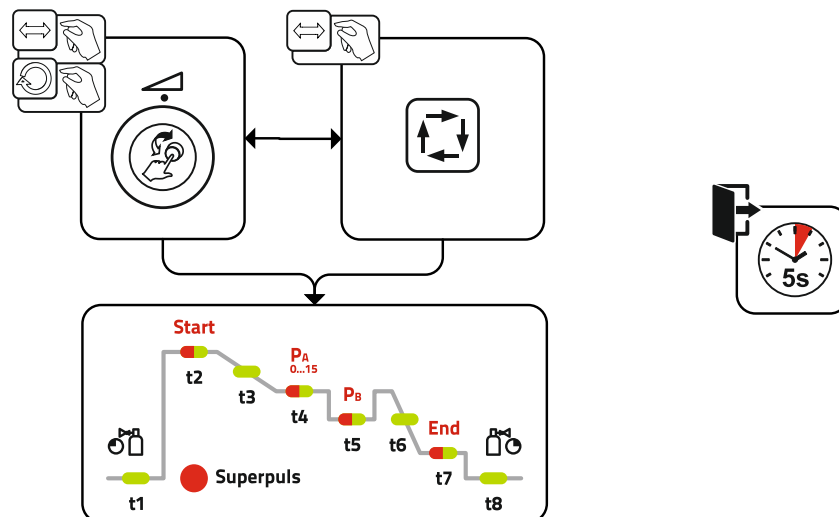 5s
Start
PA
0...15
t2
t3
t4
PB
t5
t6
End
t7
t1
Superpuls
t8